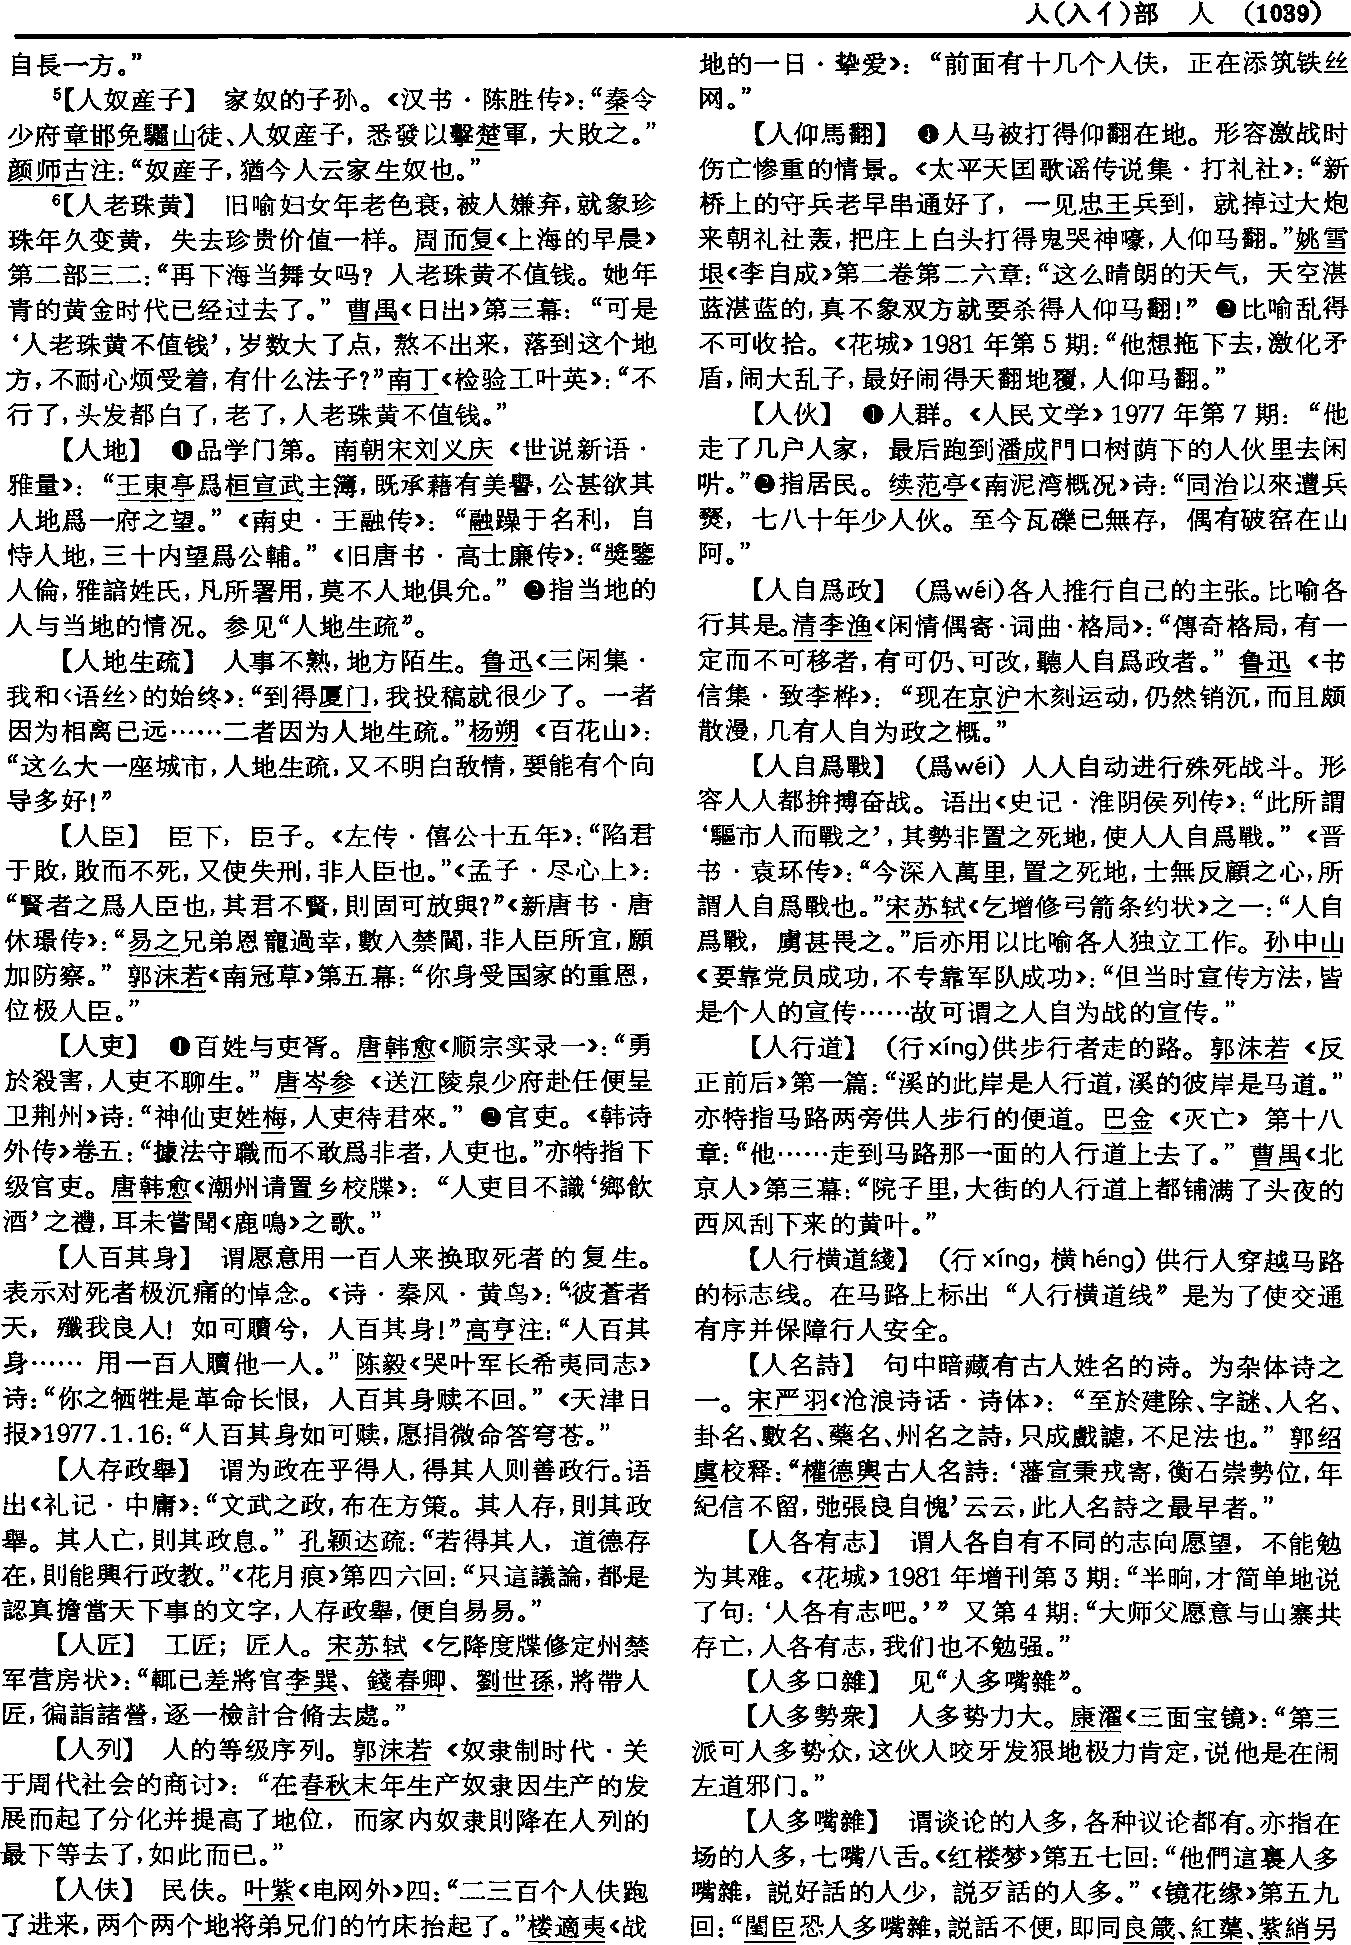 人(入亻)部　人　(1039)
自長一方。”
⁵【人奴産子】　家奴的子孙。《汉书·陈胜传》：“秦令
少府章邯免驪山徒、人奴産子，悉發以擊楚軍，大敗之。”
颜师古注：“奴産子，猶今人云家生奴也。”
⁶【人老珠黄】　旧喻妇女年老色衰，被人嫌弃，就象珍
珠年久变黄，失去珍贵价值一样。周而复《上海的早晨》
第二部三二：“再下海当舞女吗？人老珠黄不值钱。她年
青的黄金时代已经过去了。”曹禺《日出》第三幕：“可是
‘人老珠黄不值钱’，岁数大了点，熬不出来，落到这个地
方，不耐心烦受着，有什么法子？”南丁《检验工叶英》：“不
行了，头发都白了，老了，人老珠黄不值钱。”
【人地】　❶品学门第。南朝宋刘义庆《世说新语·
雅量》：“王東亭爲桓宣武主簿，既承藉有美譽，公甚欲其
人地爲一府之望。”《南史·王融传》：“融躁于名利，自
恃人地，三十内望爲公輔。”《旧唐书·高士廉传》：“獎鑒
人倫，雅諳姓氏，凡所署用，莫不人地俱允。”❷指当地的
人与当地的情况。参见“人地生疏”。
【人地生疏】　人事不熟，地方陌生。鲁迅《三闲集·
我和〈语丝〉的始终》：“到得厦门，我投稿就很少了。一者
因为相离已远……二者因为人地生疏。”杨朔《百花山》：
“这么大一座城市，人地生疏，又不明白敌情，要能有个向
导多好！”
【人臣】　臣下，臣子。《左传·僖公十五年》：“陷君
于敗，敗而不死，又使失刑，非人臣也。”《孟子·尽心上》：
“賢者之爲人臣也，其君不賢，則固可放與？”《新唐书·唐
休璟传》：“易之兄弟恩寵過幸，數入禁闥，非人臣所宜，願
加防察。”郭沫若《南冠草》第五幕：“你身受国家的重恩，
位极人臣。”
【人吏】　❶百姓与吏胥。唐韩愈《顺宗实录一》：“勇
於殺害，人吏不聊生。”唐岑参《送江陵泉少府赴任便呈
卫荆州》诗：“神仙吏姓梅，人吏待君來。”❷官吏。《韩诗
外传》卷五：“據法守職而不敢爲非者，人吏也。”亦特指下
级官吏。唐韩愈《潮州请置乡校牒》：“人吏目不識‘鄉飲
酒’之禮，耳未嘗聞《鹿鳴》之歌。”
【人百其身】　谓愿意用一百人来换取死者的复生。
表示对死者极沉痛的悼念。《诗·秦风·黄鸟》：“彼蒼者
天，殲我良人！如可贖兮，人百其身！”高亨注：“人百其
身……用一百人贖他一人。”陈毅《哭叶军长希夷同志》
诗：“你之牺牲是革命长恨，人百其身赎不回。”《天津日
报》1977.1.16：“人百其身如可赎，愿捐微命答穹苍。”
【人存政舉】　谓为政在乎得人，得其人则善政行。语
出《礼记·中庸》：“文武之政，布在方策。其人存，則其政
舉。其人亡，則其政息。”孔颖达疏：“若得其人，道德存
在，則能興行政教。”《花月痕》第四六回：“只這議論，都是
認真擔當天下事的文字，人存政舉，便自易易。”
【人匠】　工匠；匠人。宋苏轼《乞降度牒修定州禁
军营房状》：“輒已差將官李巽、錢春卿、劉世孫，將帶人
匠，徧詣諸營，逐一檢計合脩去處。”
【人列】　人的等级序列。郭沫若《奴隶制时代·关
于周代社会的商讨》：“在春秋末年生产奴隶因生产的发
展而起了分化并提高了地位，而家内奴隶則降在人列的
最下等去了，如此而已。”
【人伕】　民伕。叶紫《电网外》四：“二三百个人伕跑
了进来，两个两个地将弟兄们的竹床抬起了。”楼適夷《战
地的一日·挚爱》：“前面有十几个人伕，正在添筑铁丝
网。”
【人仰馬翻】　❶人马被打得仰翻在地。形容激战时
伤亡惨重的情景。《太平天囯歌谣传说集·打礼社》：“新
桥上的守兵老早串通好了，一见忠王兵到，就掉过大炮
来朝礼社轰，把庄上白头打得鬼哭神嚎，人仰马翻。”姚雪
垠《李自成》第二卷第二六章：“这么晴朗的天气，天空湛
蓝湛蓝的，真不象双方就要杀得人仰马翻！”❷比喻乱得
不可收拾。《花城》1981年第5期：“他想拖下去，激化矛
盾，闹大乱子，最好闹得天翻地覆，人仰马翻。”
【人伙】　❶人群。《人民文学》1977年第7期：“他
走了几户人家，最后跑到潘成門口树荫下的人伙里去闲
听。”❷指居民。续范亭《南泥湾概况》诗：“同治以來遭兵
燹，七八十年少人伙。至今瓦礫已無存，偶有破窑在山
阿。”
【人自爲政】　(爲wéi)各人推行自己的主张。比喻各
行其是。清李渔《闲情偶寄·词曲·格局》：“傳奇格局，有一
定而不可移者，有可仍、可改，聽人自爲政者。”鲁迅《书
信集·致李桦》：“现在京沪木刻运动，仍然销沉，而且颇
散漫，几有人自为政之概。”
【人自爲戰】　(爲wéi)人人自动进行殊死战斗。形
容人人都拚搏奋战。语出《史记·淮阴侯列传》：“此所謂
‘驅市人而戰之’，其勢非置之死地，使人人自爲戰。”《晋
书·袁环传》：“今深入萬里，置之死地，士無反顧之心，所
謂人自爲戰也。”宋苏轼《乞增修弓箭条约状》之一：“人自
爲戰，虜甚畏之。”后亦用以比喻各人独立工作。孙中山
《要靠党员成功，不专靠军队成功》：“但当时宣传方法，皆
是个人的宣传……故可谓之人自为战的宣传。”
【人行道】　(行xíng)供步行者走的路。郭沫若《反
正前后》第一篇：“溪的此岸是人行道，溪的彼岸是马道。”
亦特指马路两旁供人步行的便道。巴金《灭亡》第十八
章：“他……走到马路那一面的人行道上去了。”曹禺《北
京人》第三幕：“院子里，大街的人行道上都铺满了头夜的
西风刮下来的黄叶。”
【人行横道綫】　(行xíng，横héng)供行人穿越马路
的标志线。在马路上标出“人行横道线”是为了使交通
有序并保障行人安全。
【人名詩】　句中暗藏有古人姓名的诗。为杂体诗之
一。宋严羽《沧浪诗话·诗体》：“至於建除、字謎、人名、
卦名、數名、藥名、州名之詩，只成戲謔，不足法也。”郭绍
虞校释：“權德輿古人名詩：‘藩宣秉戎寄，衡石崇勢位，年
紀信不留，弛張良自愧’云云，此人名詩之最早者。”
【人各有志】　谓人各自有不同的志向愿望，不能勉
为其难。《花城》1981年增刊第3期：“半晌，才简单地说
了句：‘人各有志吧。’”又第4期：“大师父愿意与山寨共
存亡，人各有志，我们也不勉强。”
【人多口雜】　见“人多嘴雜”。
【人多勢衆】　人多势力大。康濯《三面宝镜》：“第三
派可人多势众，这伙人咬牙发狠地极力肯定，说他是在闹
左道邪门。”
【人多嘴雜】　谓谈论的人多，各种议论都有。亦指在
场的人多，七嘴八舌。《红楼梦》第五七回：“他們這裏人多
嘴雜，説好話的人少，説歹話的人多。”《镜花缘》第五九
回：“閨臣恐人多嘴雜，説話不便，即同良箴、紅蕖、紫綃另